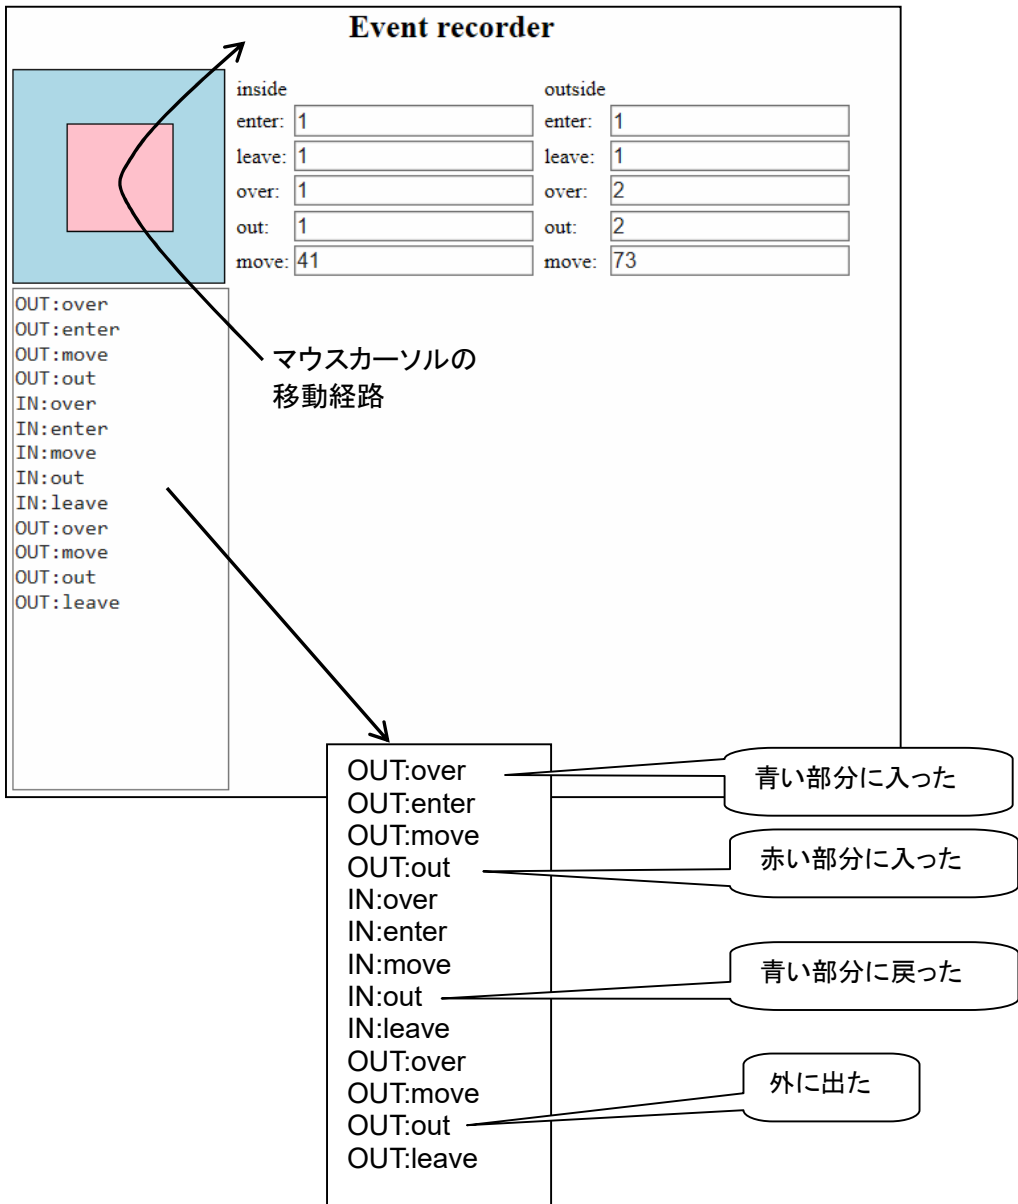 Event recorder
inside
enter: 1
leave: 1
over: 1
out: 1
move: 41
outside
enter: 1
leave: 1
over: 2
out: 2
move: 73
OUT:over
OUT:enter
OUT:move
OUT:out
IN:over
IN:enter
IN:move
IN:out
IN:leave
OUT:over
OUT:move
OUT:out
OUT:leave
マウスカーソルの
移動経路
OUT:over
OUT:enter
OUT:move
OUT:out
IN:over
IN:enter
IN:move
IN:out
IN:leave
OUT:over
OUT:move
OUT:out
OUT:leave
青い部分に入った
赤い部分に入った
青い部分に戻った
外に出た